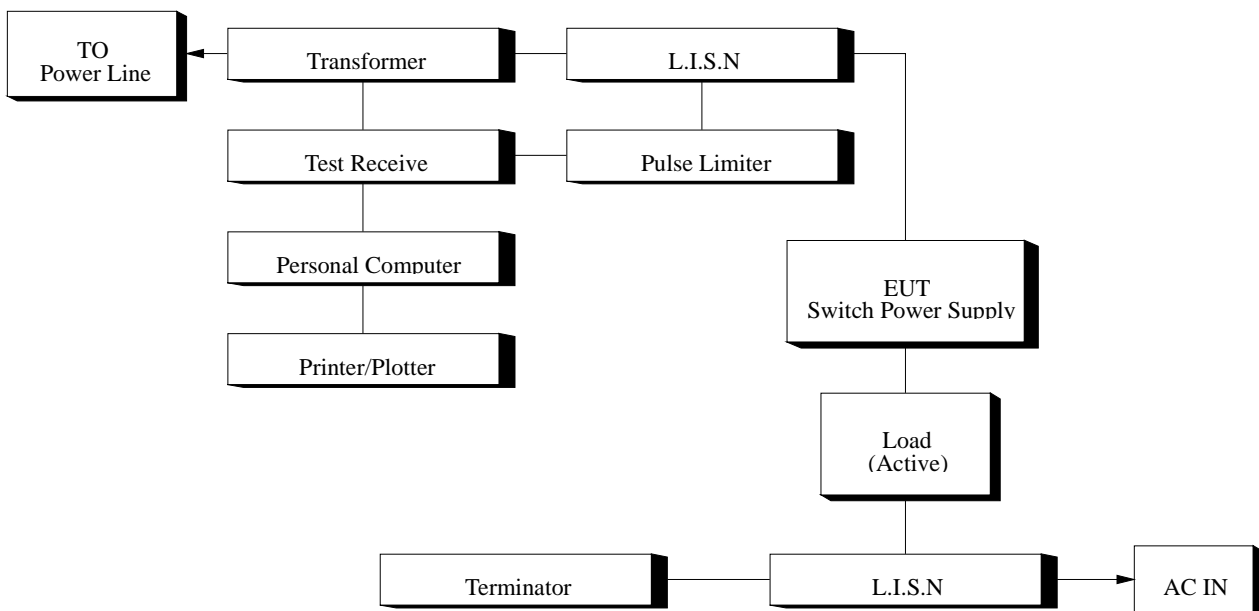 TO
Power Line
Transformer
L.I.S.N
Test Receive
Pulse Limiter
Personal Computer
EUT
Switch Power Supply
Printer/Plotter
Load
(Active)
Terminator
L.I.S.N
AC IN